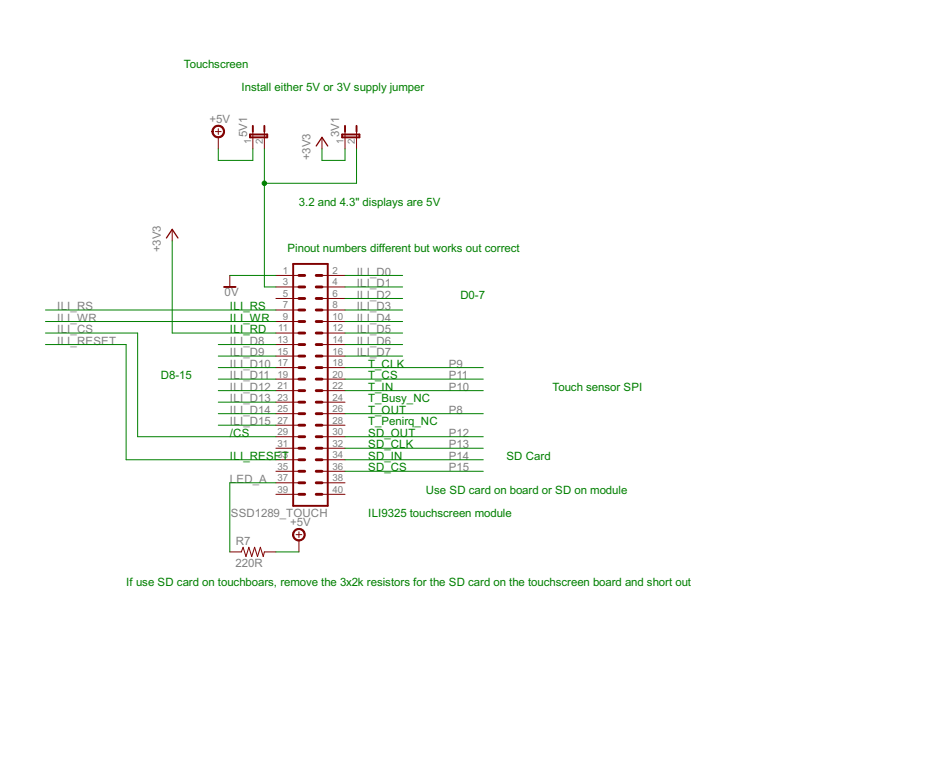 Touchscreen
Install either 5V or 3V supply jumper
+5V 5V1 1 2 +3V3 3V1 1 2
3.2 and 4.3" displays are 5V
+3V3
Pinout numbers different but works out correct
1 2 ILI_D0
0V 3 4 ILI_D1
5 6 ILI_D2 D0-7
ILI_RS ILI_RS 7 8 ILI_D3
ILI_WR ILI_WR 9 10 ILI_D4
ILI_CS ILI_RD 11 12 ILI_D5
ILI_RESET ILI_D8 13 14 ILI_D6
ILI_D9 15 16 ILI_D7
ILI_D10 17 18 T_CLK P9
D8-15 ILI_D11 19 20 T_CS P11
ILI_D12 21 22 T_IN P10 Touch sensor SPI
ILI_D13 23 24 T_Busy_NC
ILI_D14 25 26 T_OUT P8
ILI_D15 27 28 T_Penirq_NC
/CS 29 30 SD_OUT P12
31 32 SD_CLK P13
ILI_RESET 33 34 SD_IN P14 SD Card
35 36 SD_CS P15
LED_A 37 38
39 40 Use SD card on board or SD on module
SSD1289_TOUCH ILI9325 touchscreen module
+5V
R7
220R
If use SD card on touchboars, remove the 3x2k resistors for the SD card on the touchscreen board and short out